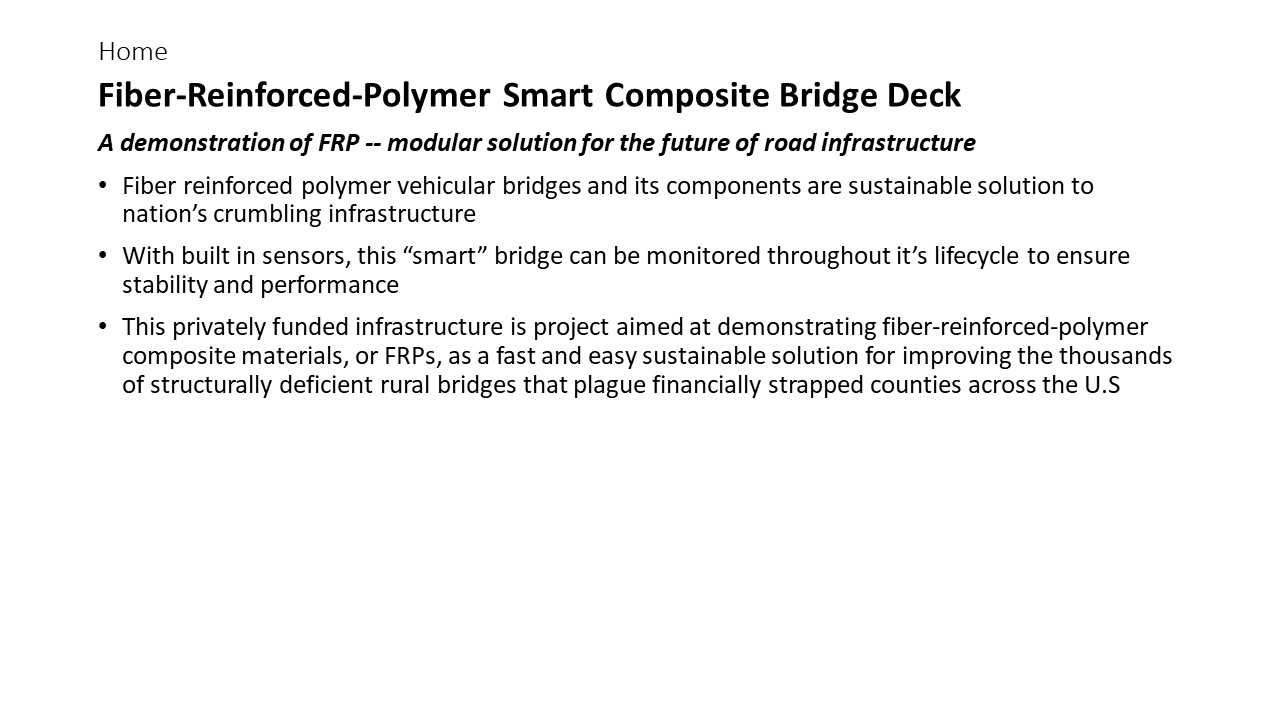 Home
Fiber-Reinforced-Polymer Smart Composite Bridge Deck
A demonstration of FRP -- modular solution for the future of road infrastructure
• Fiber reinforced polymer vehicular bridges and its components are sustainable solution to
nation’s crumbling infrastructure
• With built in sensors, this “smart” bridge can be monitored throughout it’s lifecycle to ensure
stability and performance
• This privately funded infrastructure is project aimed at demonstrating fiber-reinforced-polymer
composite materials, or FRPs, as a fast and easy sustainable solution for improving the thousands
of structurally deficient rural bridges that plague financially strapped counties across the U.S